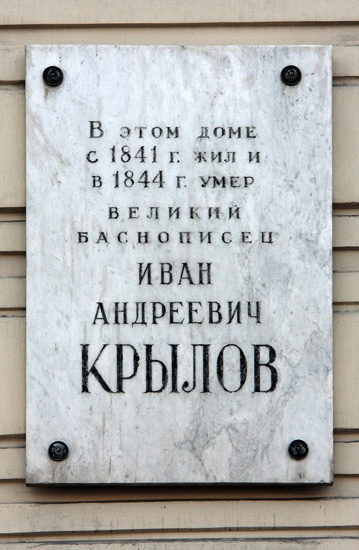 В этом доме
с 1841 г. жил и
в 1844 г. умер
великий
баснописец
Иван
Андреевич
Крылов